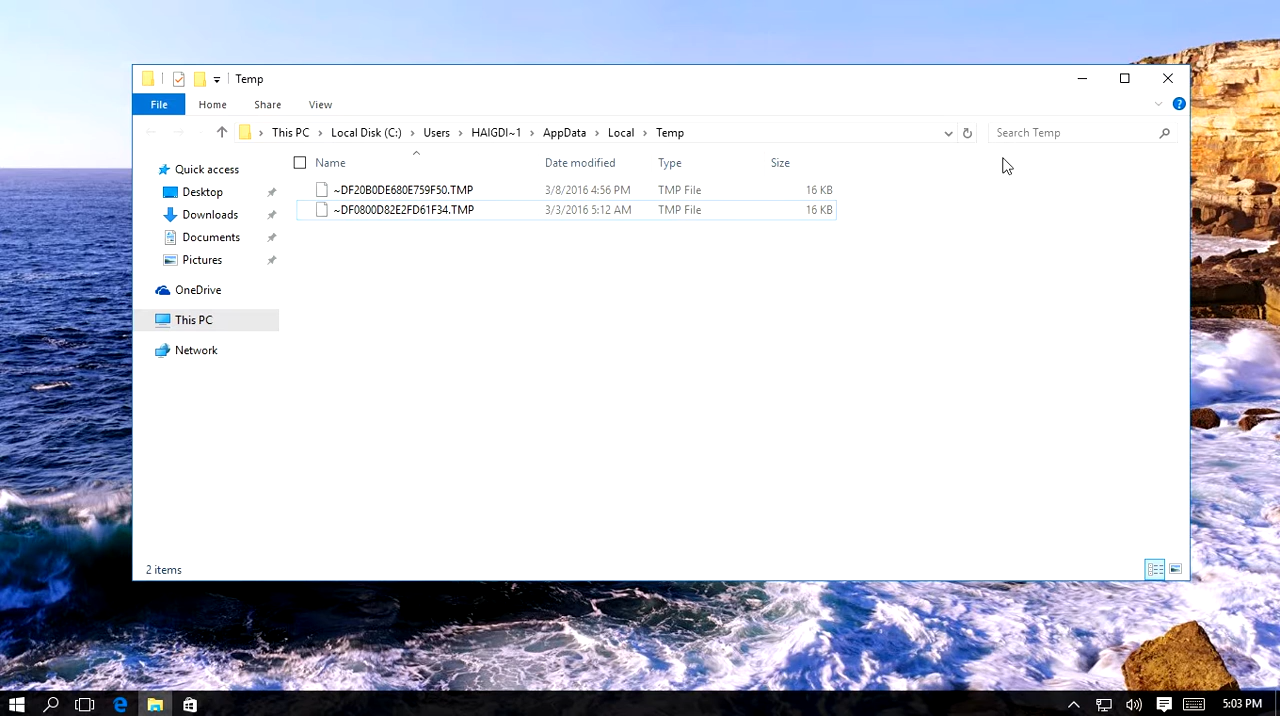 Temp
File Home Share View
This PC Local Disk (C:) Users HAIGDI~1 AppData Local Temp Search Temp
Name Date modified Type Size
Quick access
~DF20B0DE680E759F50.TMP 3/8/2016 4:56 PM TMP File 16 KB
Desktop
~DF0800D82E2FD61F34.TMP 3/3/2016 5:12 AM TMP File 16 KB
Downloads
Documents
Pictures
OneDrive
This PC
Network
2 items
5:03 PM